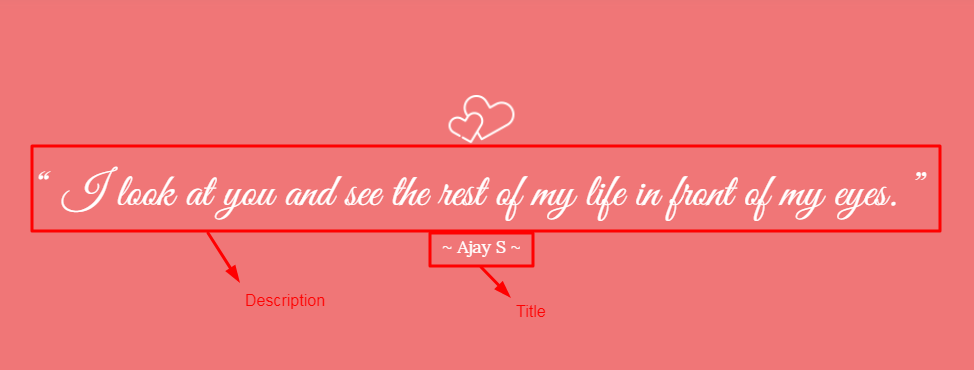 “ I look at you and see the rest of my life in front of my eyes. ”
~ Ajay S ~
Description
Title